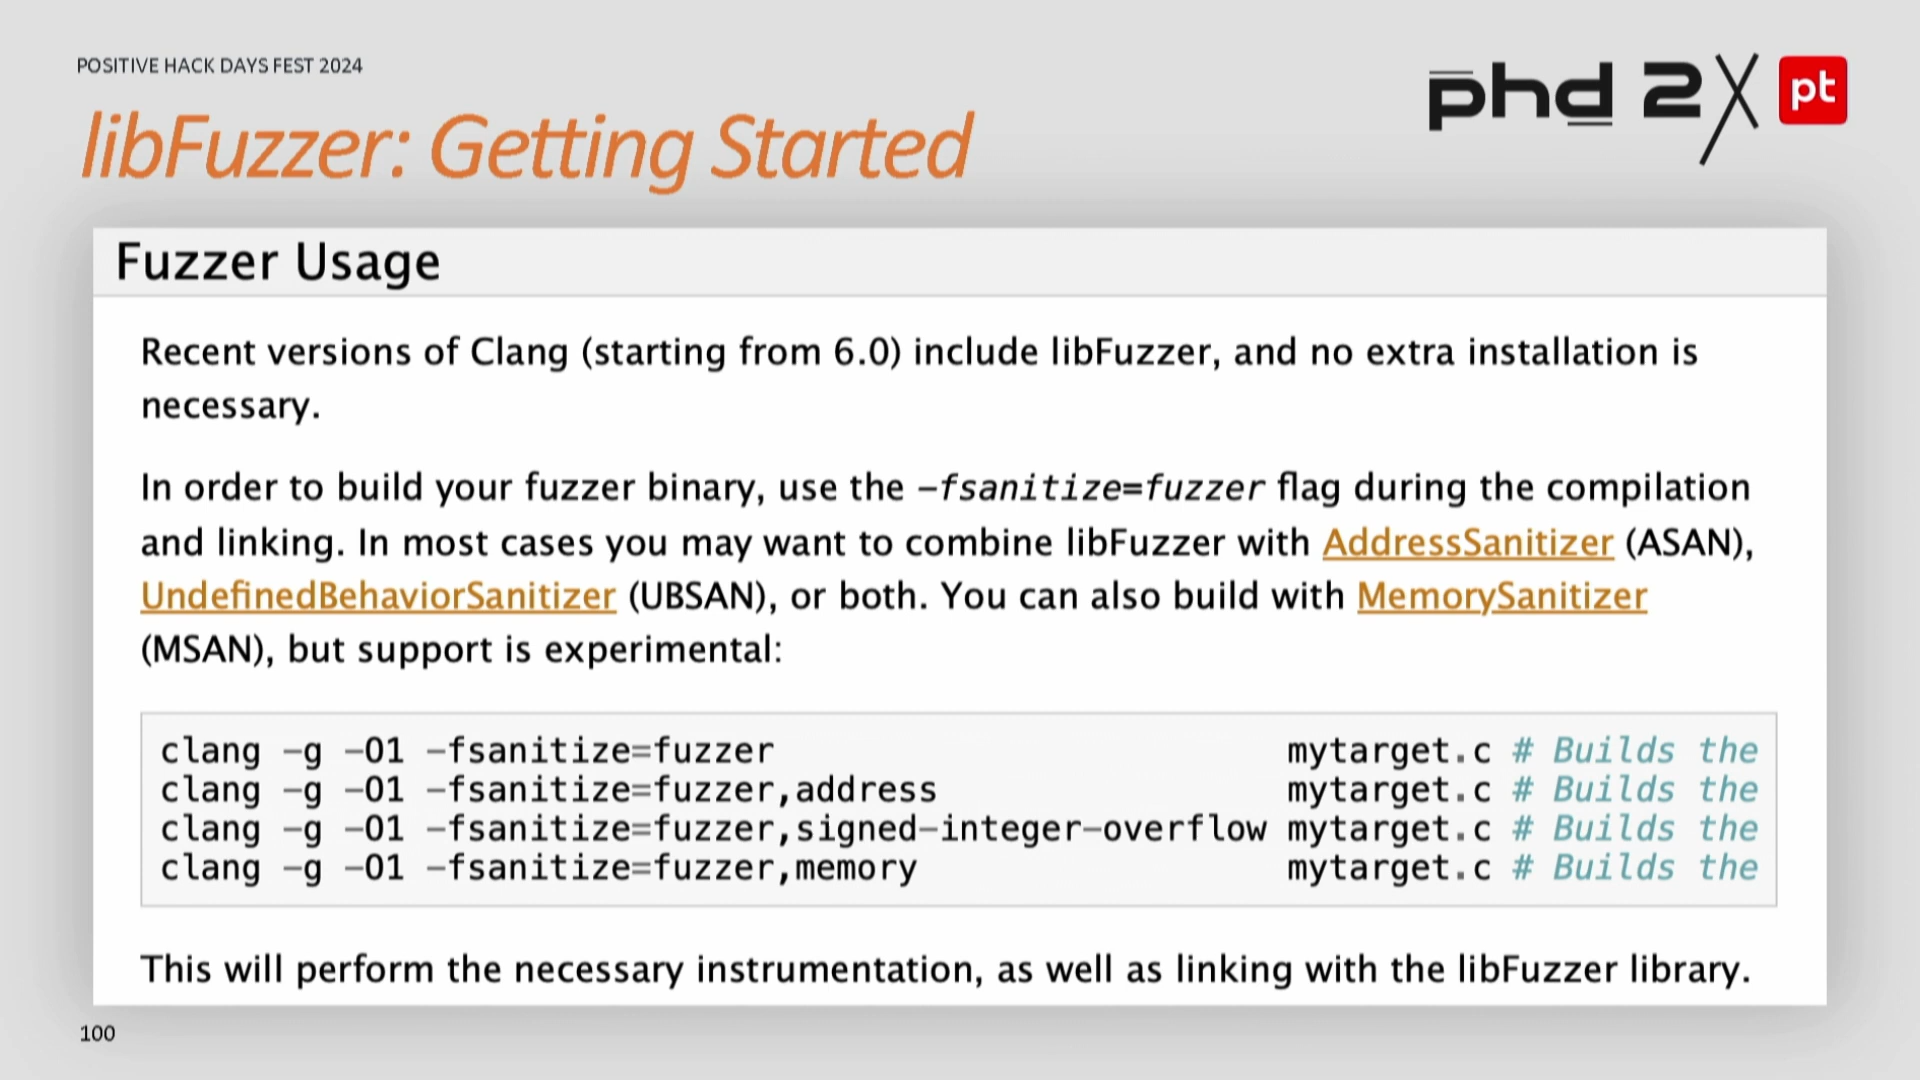 POSITIVE HACK DAYS FEST 2024
phd 2
pt
libFuzzer: Getting Started
Fuzzer Usage
Recent versions of Clang (starting from 6.0) include libFuzzer, and no extra installation is
necessary.
In order to build your fuzzer binary, use the -fsanitize=fuzzer flag during the compilation
and linking. In most cases you may want to combine libFuzzer with AddressSanitizer (ASAN),
UndefinedBehaviorSanitizer (UBSAN), or both. You can also build with MemorySanitizer
(MSAN), but support is experimental:
clang -g -O1 -fsanitize=fuzzer                         mytarget.c # Builds the
clang -g -O1 -fsanitize=fuzzer,address                 mytarget.c # Builds the
clang -g -O1 -fsanitize=fuzzer,signed-integer-overflow mytarget.c # Builds the
clang -g -O1 -fsanitize=fuzzer,memory                  mytarget.c # Builds the
This will perform the necessary instrumentation, as well as linking with the libFuzzer library.
100